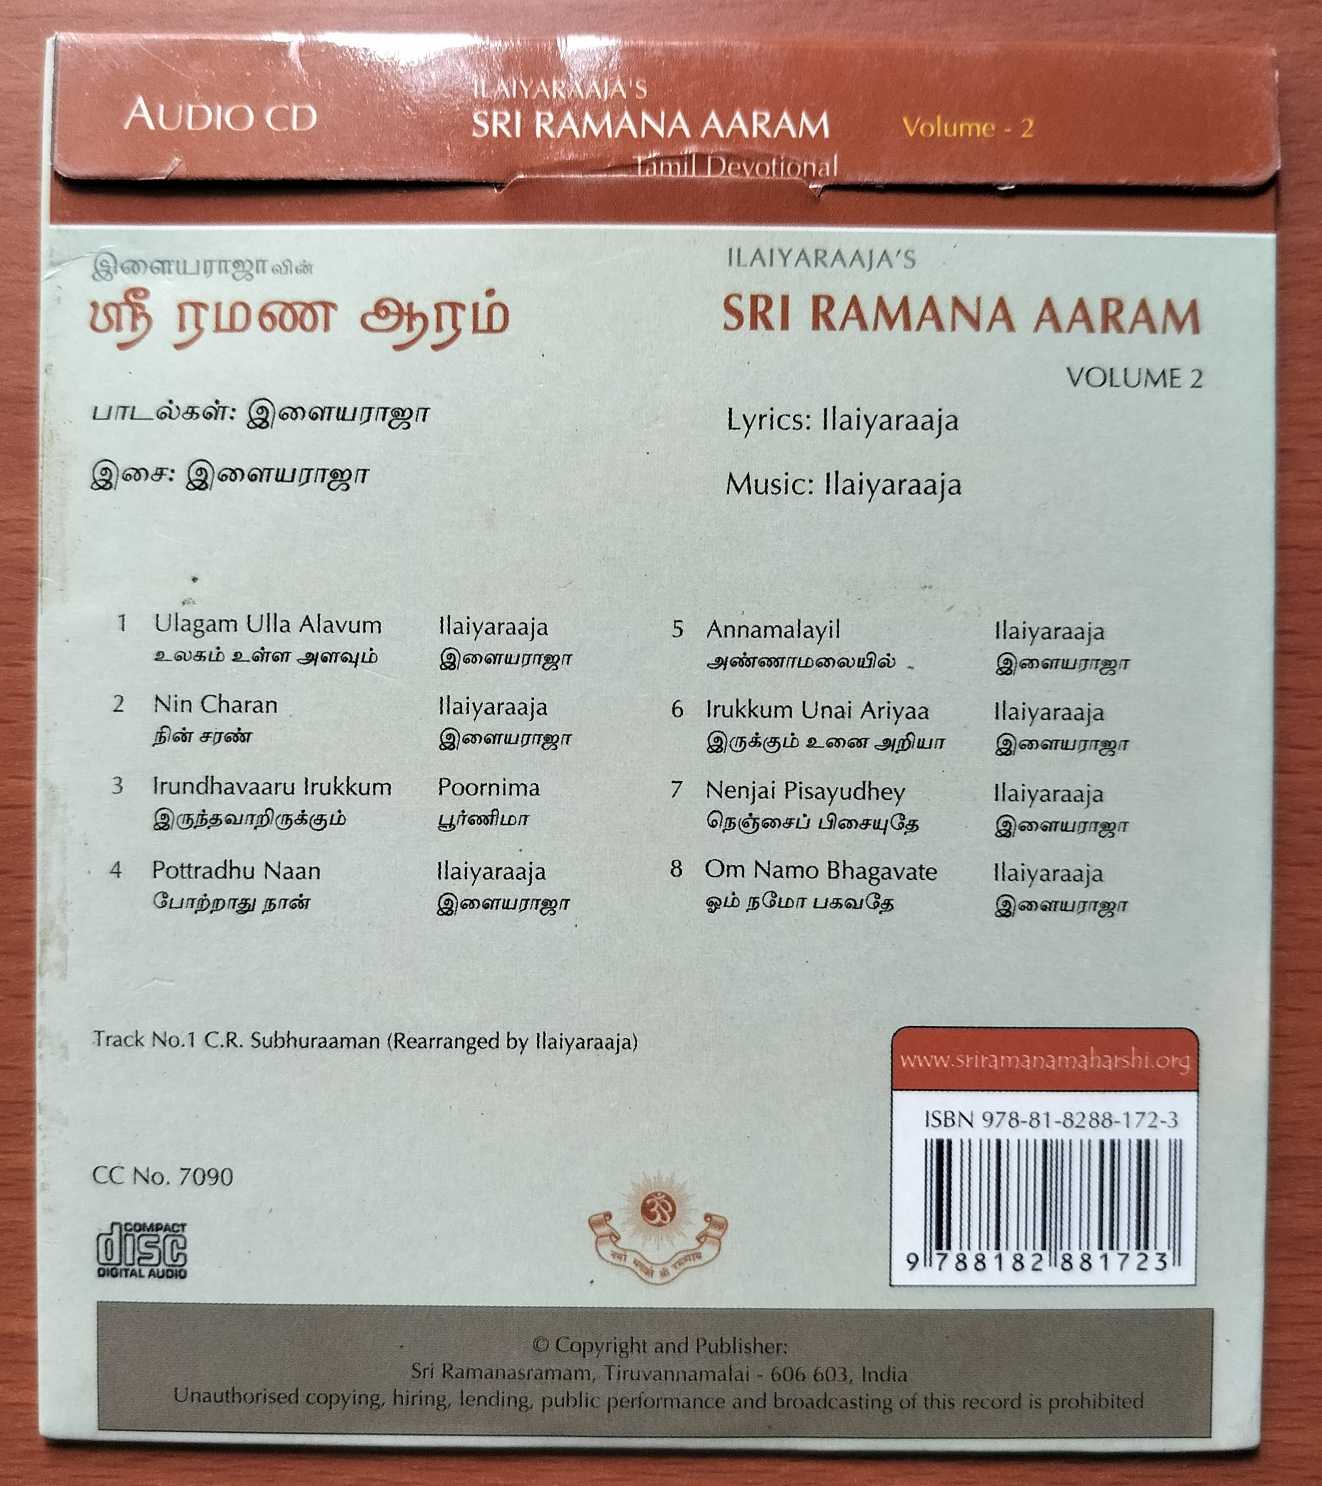 AUDIO CD
ILAIYARAAJA'S
SRI RAMANA AARAM
Volume - 2
Tamil Devotional
இளையராஜாவின்
ஸ்ரீ ரமண ஆரம்
பாடல்கள்: இளையராஜா
இசை: இளையராஜா
ILAIYARAAJA'S
SRI RAMANA AARAM
VOLUME 2
Lyrics: Ilaiyaraaja
Music: Ilaiyaraaja
1 Ulagam Ulla Alavum Ilaiyaraaja
உலகம் உள்ள அளவும் இளையராஜா
2 Nin Charan Ilaiyaraaja
நின் சரண் இளையராஜா
3 Irundhavaaru Irukkum Poornima
இருந்தவாறிருக்கும் பூர்ணிமா
4 Pottradhu Naan Ilaiyaraaja
போற்றாது நான் இளையராஜா
5 Annamalayil Ilaiyaraaja
அண்ணாமலையில் இளையராஜா
6 Irukkum Unai Ariyaa Ilaiyaraaja
இருக்கும் உனை அறியா இளையராஜா
7 Nenjai Pisayudhey Ilaiyaraaja
நெஞ்சைப் பிசையுதே இளையராஜா
8 Om Namo Bhagavate Ilaiyaraaja
ஓம் நமோ பகவதே இளையராஜா
Track No.1 C.R. Subhuraaman (Rearranged by Ilaiyaraaja)
www.sriramanamaharshi.org
ISBN 978-81-8288-172-3
9 788182 881723
CC No. 7090
COMPACT
disc
DIGITAL AUDIO
ॐ
© Copyright and Publisher:
Sri Ramanasramam, Tiruvannamalai - 606 603, India
Unauthorised copying, hiring, lending, public performance and broadcasting of this record is prohibited